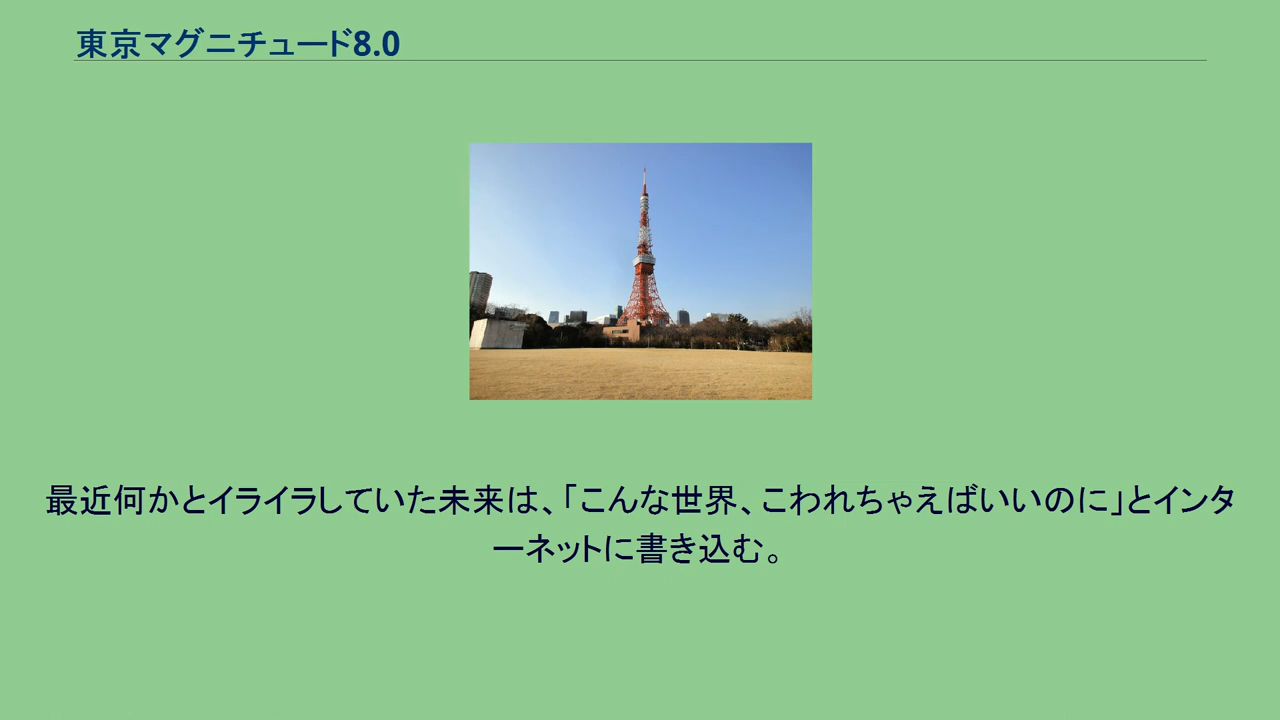 東京マグニチュード8.0
最近何かとイライラしていた未来は、「こんな世界、こわれちゃえばいいのに」とインタ
ーネットに書き込む。